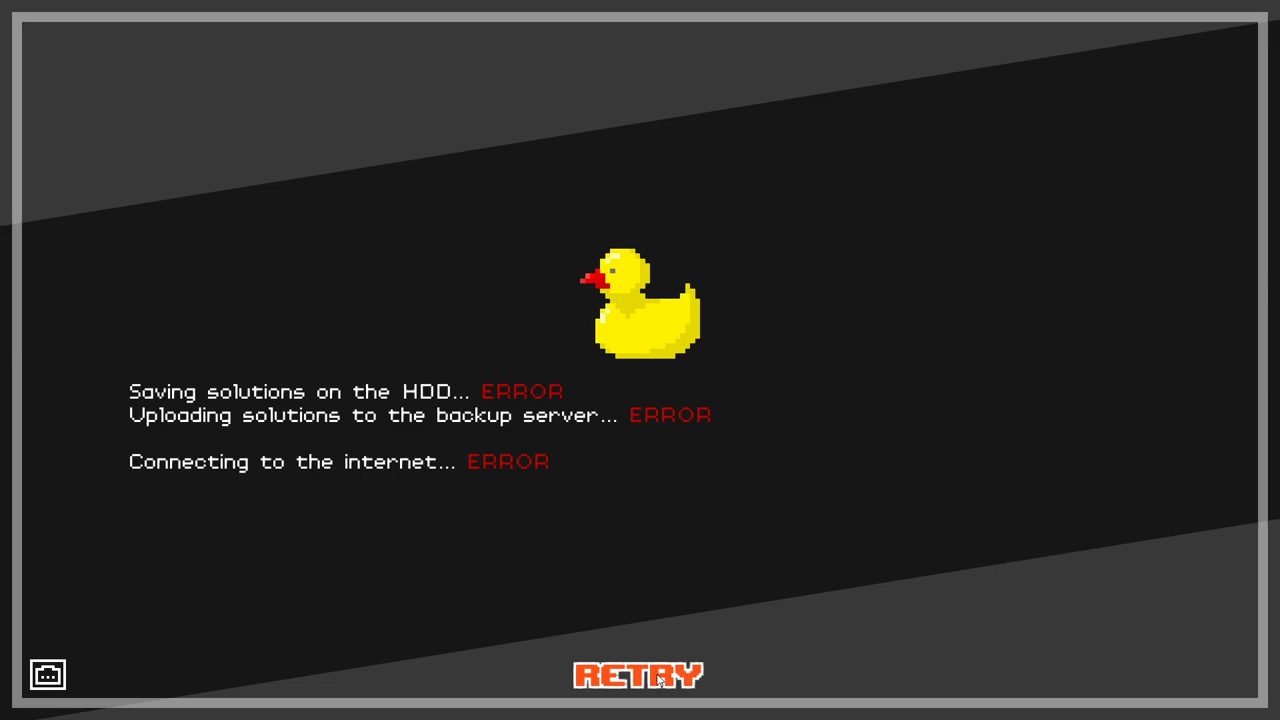 Saving solutions on the HDD... ERROR
Uploading solutions to the backup server... ERROR
Connecting to the internet... ERROR
RETRY